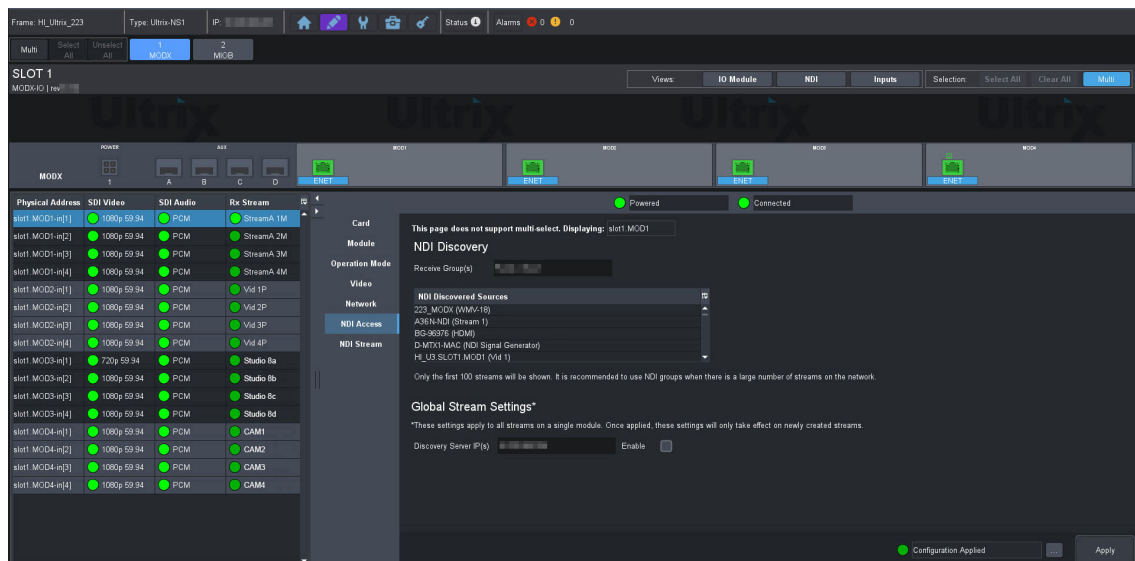 Frame: HI_Ultrix_223 Type: Ultrix-NS1 IP: Status Alarms 0 0
Multi Select All Unselect All 1 MODX 2 MIOB
SLOT 1
MODX-IO | rev
Views: IO Module NDI Inputs Selection: Select All Clear All Multi
Ultrix Ultrix Ultrix Ultrix
POWER AUX MOD1 MOD2 MOD3 MOD4
MODX 1 A B C D ENET ENET ENET ENET
Physical Address SDI Video SDI Audio Rx Stream
slot1.MOD1-in[1] 1080p 59.94 PCM StreamA 1M
slot1.MOD1-in[2] 1080p 59.94 PCM StreamA 2M
slot1.MOD1-in[3] 1080p 59.94 PCM StreamA 3M
slot1.MOD1-in[4] 1080p 59.94 PCM StreamA 4M
slot1.MOD2-in[1] 1080p 59.94 PCM Vid 1P
slot1.MOD2-in[2] 1080p 59.94 PCM Vid 2P
slot1.MOD2-in[3] 1080p 59.94 PCM Vid 3P
slot1.MOD2-in[4] 1080p 59.94 PCM Vid 4P
slot1.MOD3-in[1] 720p 59.94 PCM Studio 8a
slot1.MOD3-in[2] 1080p 59.94 PCM Studio 8b
slot1.MOD3-in[3] 1080p 59.94 PCM Studio 8c
slot1.MOD3-in[4] 1080p 59.94 PCM Studio 8d
slot1.MOD4-in[1] 1080p 59.94 PCM CAM1
slot1.MOD4-in[2] 1080p 59.94 PCM CAM2
slot1.MOD4-in[3] 1080p 59.94 PCM CAM3
slot1.MOD4-in[4] 1080p 59.94 PCM CAM4
Card
Module
Operation Mode
Video
Network
NDI Access
NDI Stream
Powered Connected
This page does not support multi-select. Displaying: slot1.MOD1
NDI Discovery
Receive Group(s)
NDI Discovered Sources
223_MODX (WMV-18)
A36N-NDI (Stream 1)
BG-96976 (HDMI)
D-MTX1-MAC (NDI Signal Generator)
HI_U3.SLOT1.MOD1 (Vid 1)
Only the first 100 streams will be shown. It is recommended to use NDI groups when there is a large number of streams on the network.
Global Stream Settings*
*These settings apply to all streams on a single module. Once applied, these settings will only take effect on newly created streams.
Discovery Server IP(s) Enable
Configuration Applied ... Apply